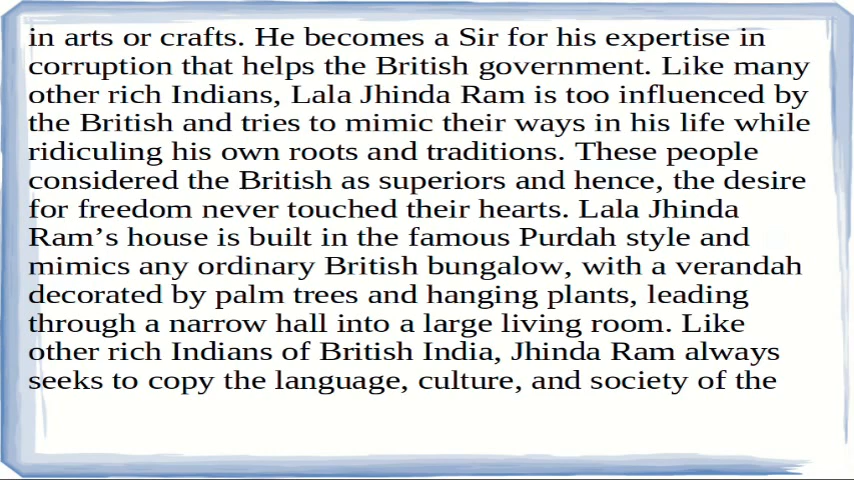 in arts or crafts. He becomes a Sir for his expertise in
corruption that helps the British government. Like many
other rich Indians, Lala Jhinda Ram is too influenced by
the British and tries to mimic their ways in his life while
ridiculing his own roots and traditions. These people
considered the British as superiors and hence, the desire
for freedom never touched their hearts. Lala Jhinda
Ram’s house is built in the famous Purdah style and
mimics any ordinary British bungalow, with a verandah
decorated by palm trees and hanging plants, leading
through a narrow hall into a large living room. Like
other rich Indians of British India, Jhinda Ram always
seeks to copy the language, culture, and society of the